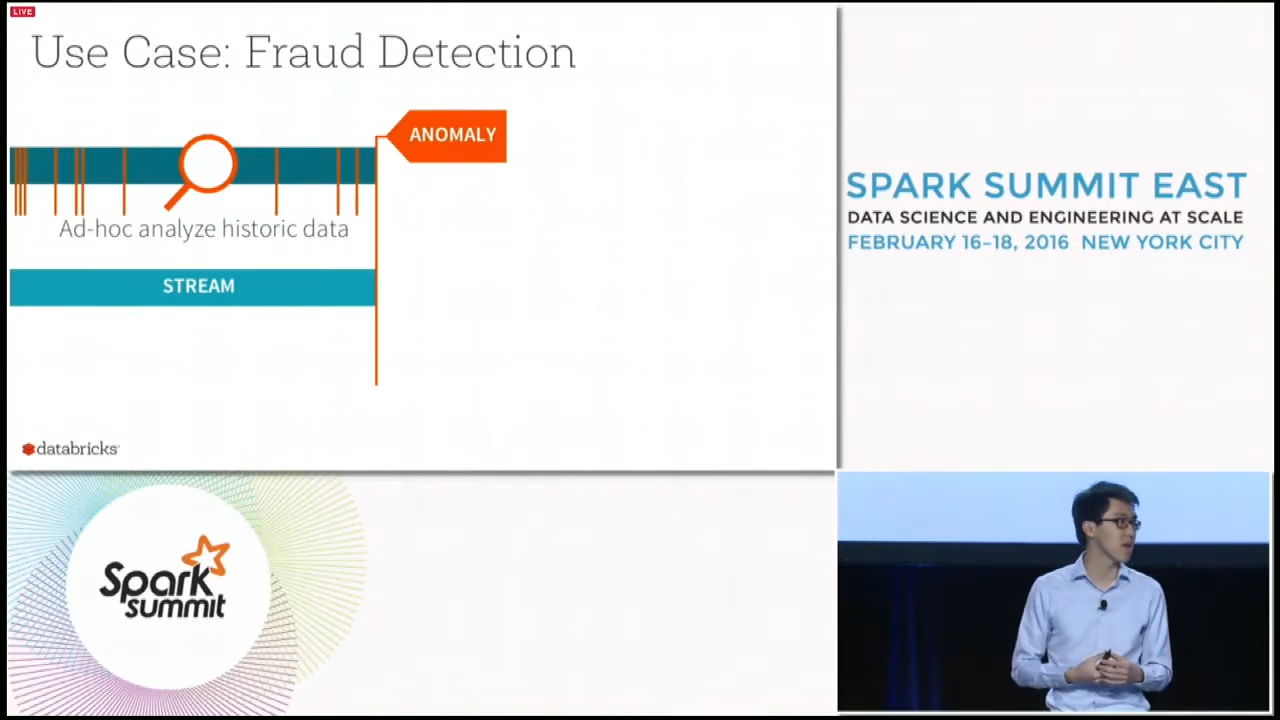 LIVE
Use Case: Fraud Detection
ANOMALY
Ad-hoc analyze historic data
STREAM
databricks
SPARK SUMMIT EAST
DATA SCIENCE AND ENGINEERING AT SCALE
FEBRUARY 16–18, 2016 NEW YORK CITY
Spark
summit